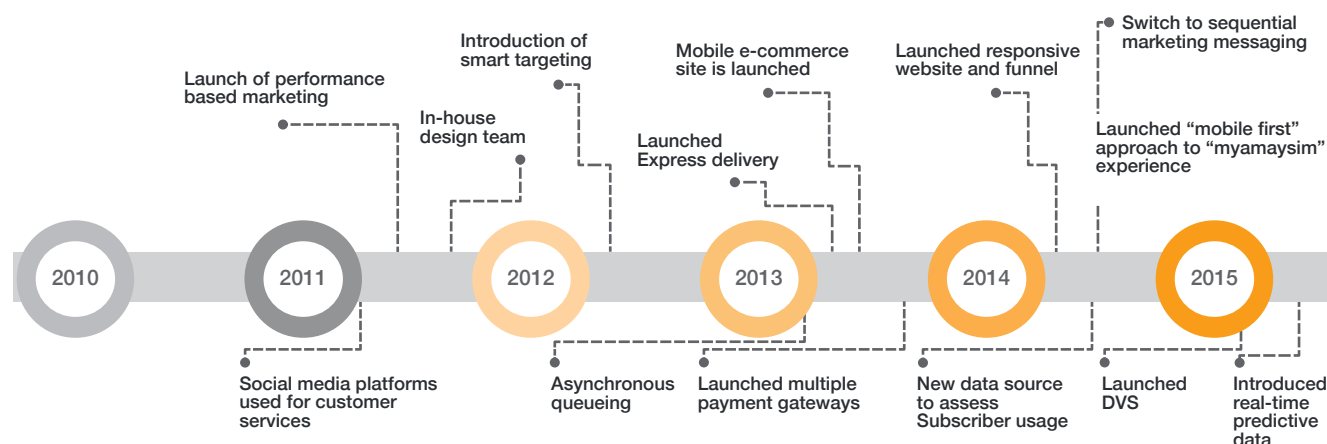 Switch to sequential
marketing messaging
Introduction of
smart targeting
Mobile e-commerce
site is launched
Launched responsive
website and funnel
Launch of performance
based marketing
In-house
design team
Launched
Express delivery
Launched “mobile first”
approach to “myamaysim”
experience
2010
2011
2012
2013
2014
2015
Social media platforms
used for customer
services
Asynchronous
queueing
Launched multiple
payment gateways
New data source
to assess
Subscriber usage
Launched
DVS
Introduced
real-time
predictive
data